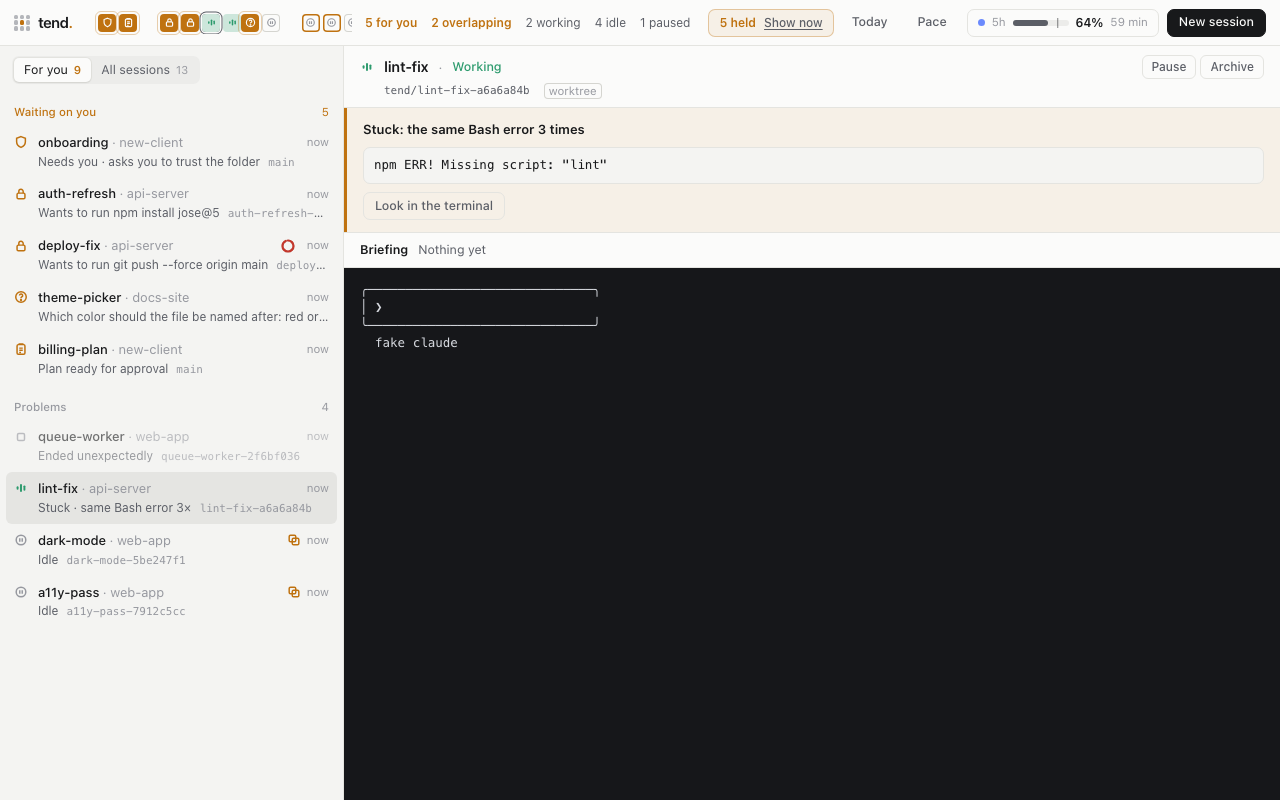 tend. 5 for you 2 overlapping 2 working 4 idle 1 paused 5 held Show now Today Pace 5h 64% 59 min New session
For you 9 All sessions 13
Waiting on you 5
onboarding · new-client now
Needs you · asks you to trust the folder main
auth-refresh · api-server now
Wants to run npm install jose@5 auth-refresh-…
deploy-fix · api-server now
Wants to run git push --force origin main deploy…
theme-picker · docs-site now
Which color should the file be named after: red or…
billing-plan · new-client now
Plan ready for approval main
Problems 4
queue-worker · web-app now
Ended unexpectedly queue-worker-2f6bf036
lint-fix · api-server now
Stuck · same Bash error 3× lint-fix-a6a6a84b
dark-mode · web-app now
Idle dark-mode-5be247f1
a11y-pass · web-app now
Idle a11y-pass-7912c5cc
lint-fix · Working Pause Archive
tend/lint-fix-a6a6a84b worktree
Stuck: the same Bash error 3 times
npm ERR! Missing script: "lint"
Look in the terminal
Briefing Nothing yet
❯
fake claude